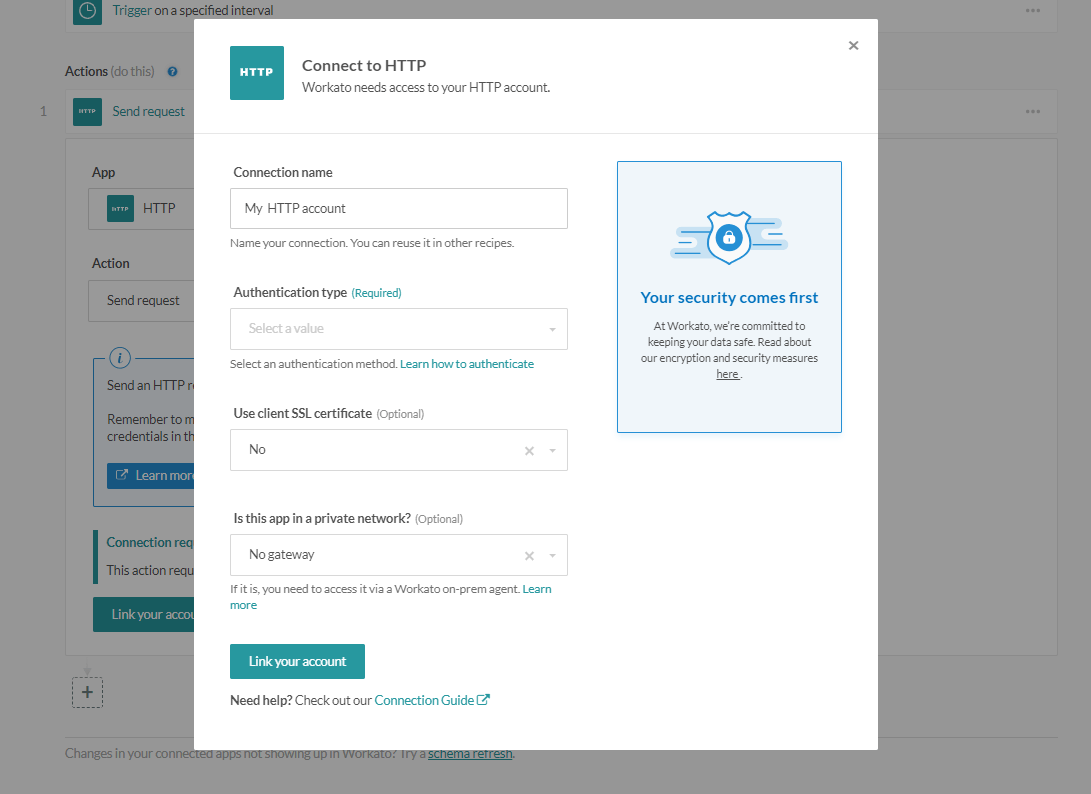 Trigger on a specified interval
Actions (do this) ?
1
HTTP
Send request
App
HTTP
HTTP
Action
Send request
i
Send an HTTP r
Remember to m
credentials in th
Learn more
Connection req
This action requ
Link your accou
+
Changes in your connected apps not showing up in Workato? Try a schema refresh.
HTTP
Connect to HTTP
Workato needs access to your HTTP account.
Connection name
My HTTP account
Name your connection. You can reuse it in other recipes.
Authentication type (Required)
Select a value
Select an authentication method. Learn how to authenticate
Use client SSL certificate (Optional)
No
Is this app in a private network? (Optional)
No gateway
If it is, you need to access it via a Workato on-prem agent. Learn
more
Link your account
Need help? Check out our Connection Guide
Your security comes first
At Workato, we're committed to
keeping your data safe. Read about
our encryption and security measures
here .